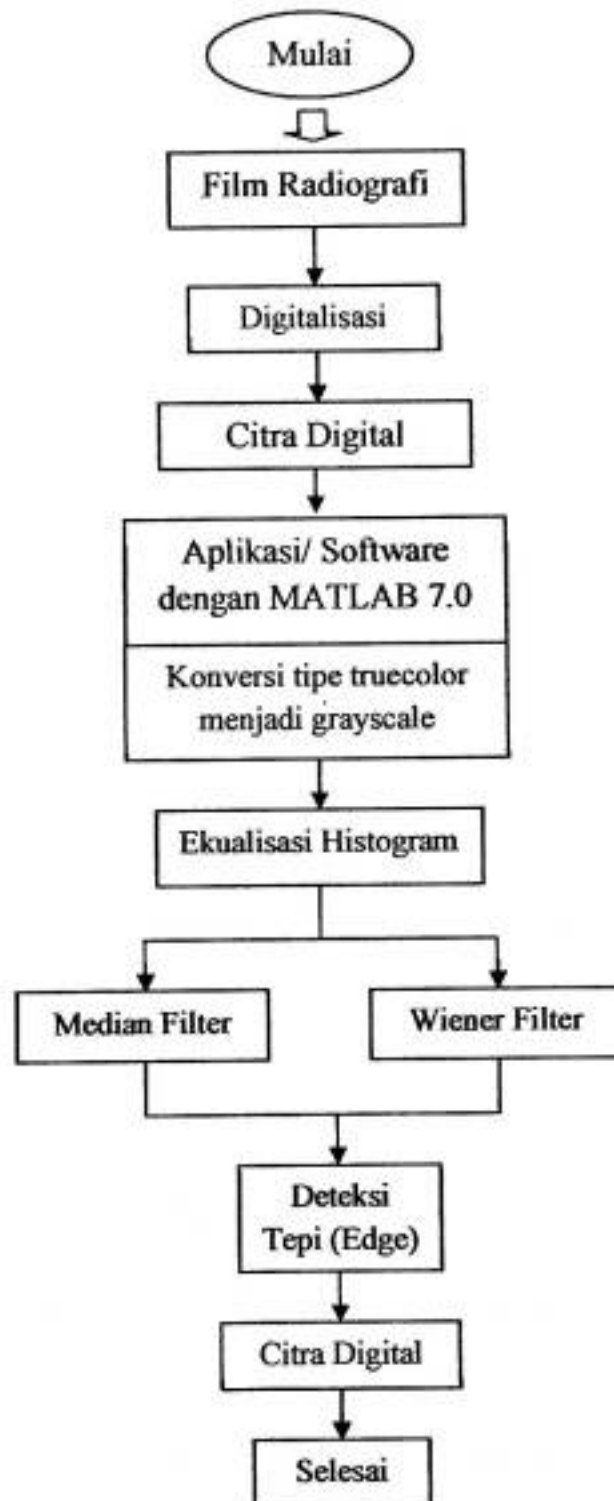 Mulai
Film Radiografi
Digitalisasi
Citra Digital
Aplikasi/ Software
dengan MATLAB 7.0
Konversi tipe truecolor
menjadi grayscale
Ekualisasi Histogram
Median Filter
Wiener Filter
Deteksi
Tepi (Edge)
Citra Digital
Selesai